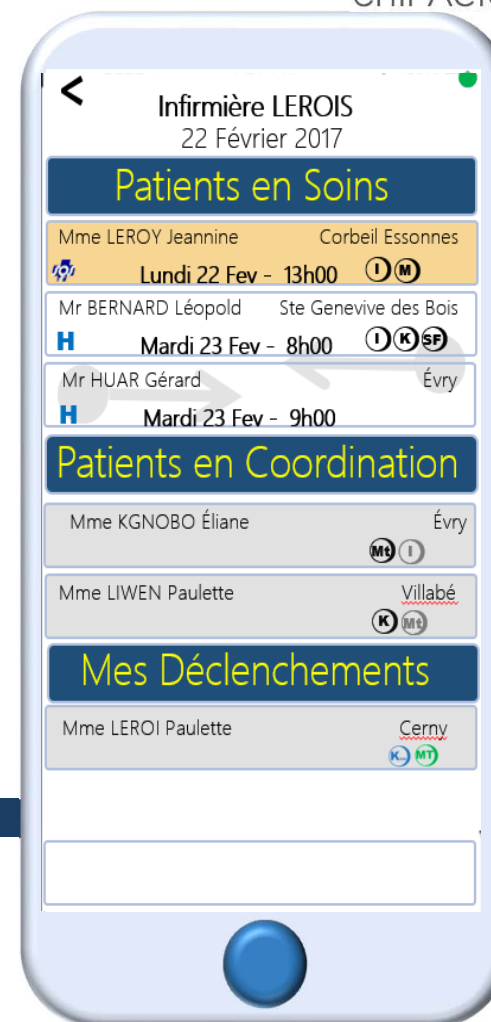 <
Infirmière LEROIS
22 Février 2017
Patients en Soins
Mme LEROY Jeannine Corbeil Essonnes
Lundi 22 Fev - 13h00 I M
Mr BERNARD Léopold Ste Genevive des Bois
H Mardi 23 Fev - 8h00 I K SF
Mr HUAR Gérard Évry
H Mardi 23 Fev - 9h00
Patients en Coordination
Mme KGNOBO Éliane Évry
Mt I
Mme LIWEN Paulette Villabé
K Mt
Mes Déclenchements
Mme LEROI Paulette Cerny
K.. MT